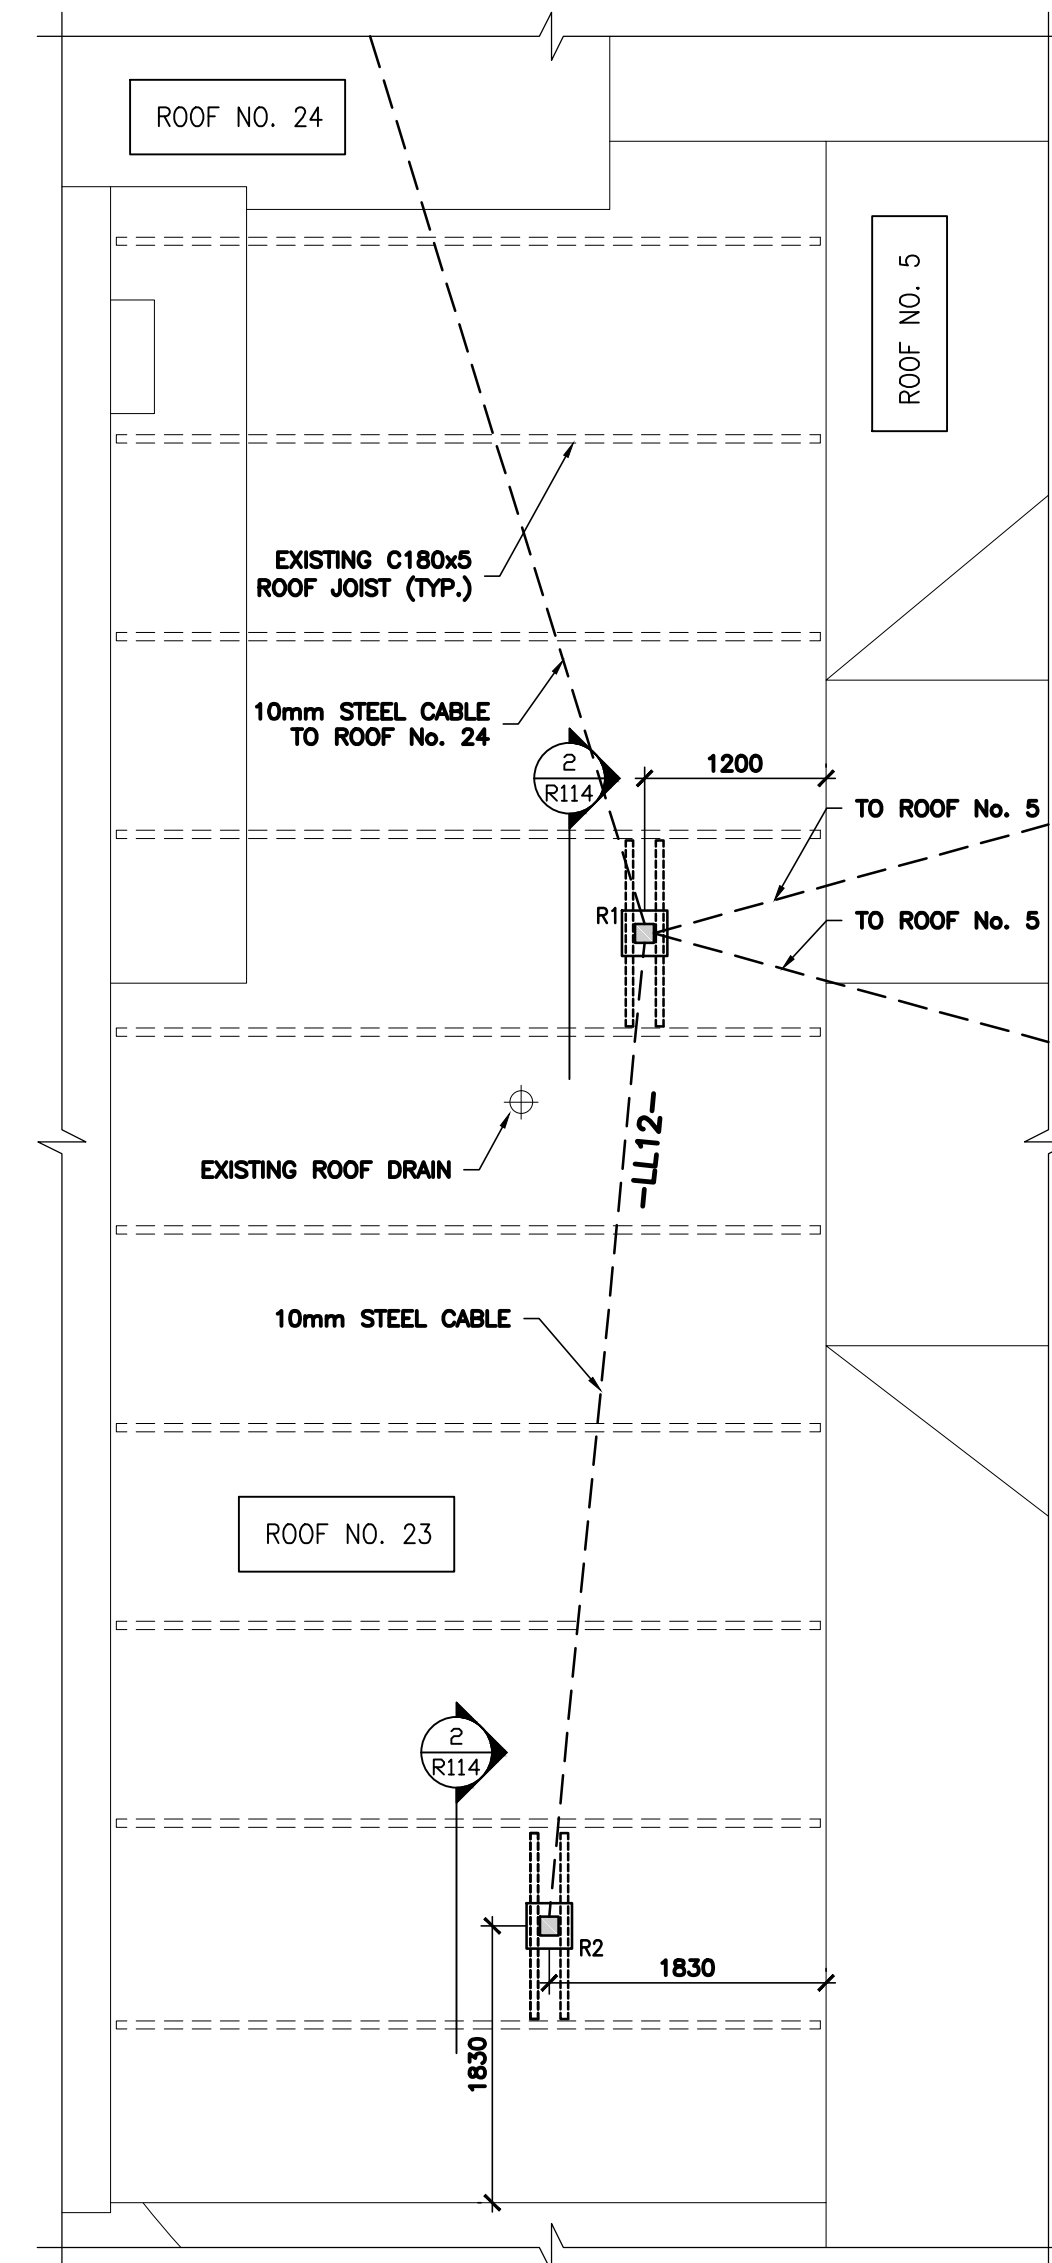 ROOF NO. 24
ROOF NO. 5
EXISTING C180x5
ROOF JOIST (TYP.)
10mm STEEL CABLE
TO ROOF No. 24
2
R114
1200
TO ROOF No. 5
R1
TO ROOF No. 5
-LL12-
EXISTING ROOF DRAIN
10mm STEEL CABLE
ROOF NO. 23
2
R114
R2
1830
1830